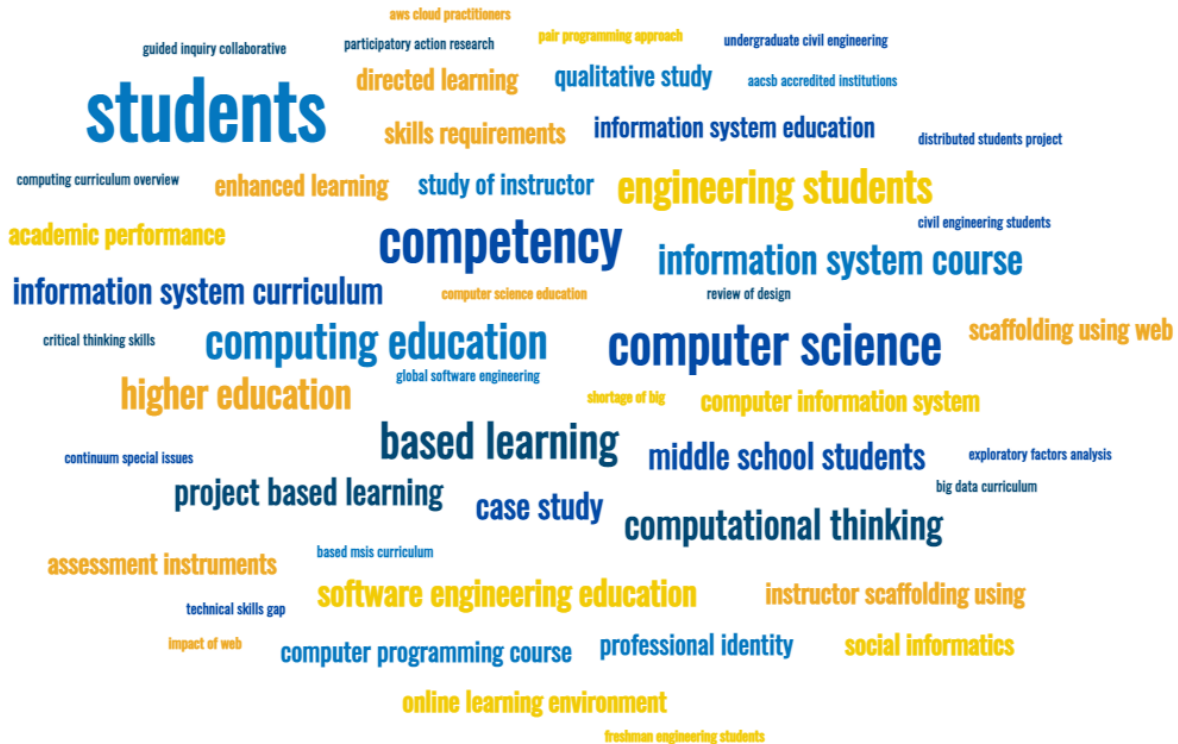 aws cloud practitioners
guided inquiry collaborative
participatory action research
pair programming approach
undergraduate civil engineering
students
directed learning
qualitative study
aacsb accredited institutions
skills requirements
information system education
distributed students project
computing curriculum overview
enhanced learning
study of instructor
engineering students
academic performance
competency
civil engineering students
information system course
information system curriculum
computer science education
review of design
critical thinking skills
computing education
computer science
scaffolding using web
global software engineering
higher education
shortage of big
computer information system
based learning
continuum special issues
middle school students
exploratory factors analysis
project based learning
case study
big data curriculum
computational thinking
assessment instruments
based msis curriculum
software engineering education
instructor scaffolding using
technical skills gap
impact of web
computer programming course
professional identity
social informatics
online learning environment
freshman engineering students